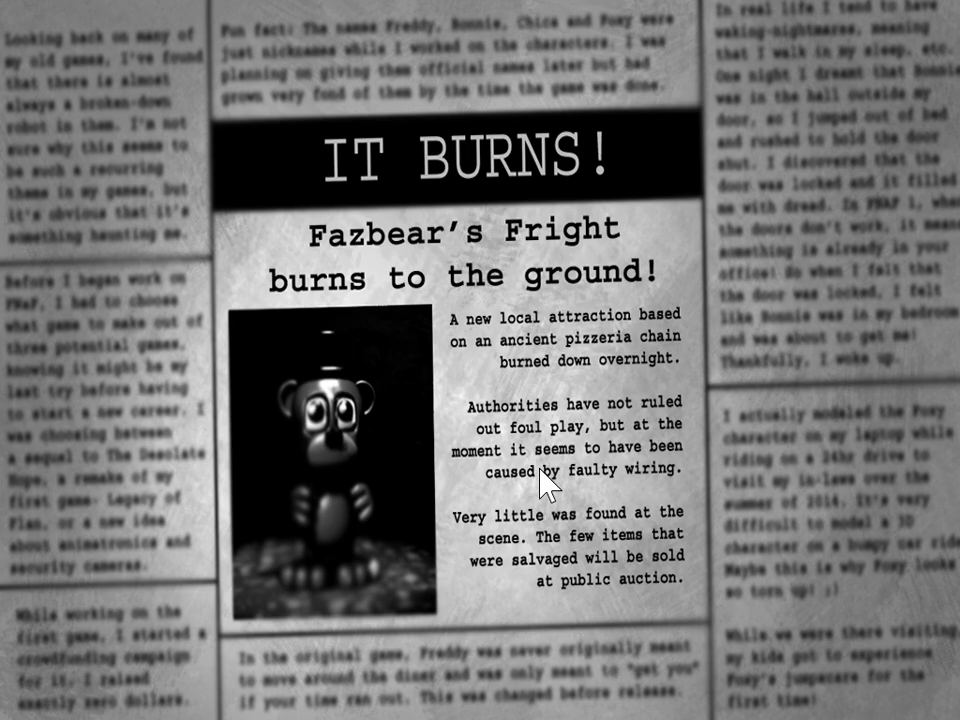 Looking back on many of
my old games, I've found
that there is almost
always a broken-down
robot in them. I'm not
sure why this seems to
be such a recurring
theme in my games, but
it's obvious that it's
something haunting me.
Before I began work on
FNAF, I had to choose
what game to make out of
three potential games,
knowing it might be my
last try before having
to start a new career. I
was choosing between
a sequel to The Desolate
Hope, a remake of my
first game- Legacy of
Flan, or a new idea
about animatronics and
security cameras.
While working on the
first game, I started a
crowdfunding campaign
for it. I raised
exactly zero dollars.
Fun fact: The names Freddy, Bonnie, Chica and Foxy were
just nicknames while I worked on the characters. I was
planning on giving them official names later but had
grown very fond of them by the time the game was done.
IT BURNS!
Fazbear's Fright
burns to the ground!
A new local attraction based
on an ancient pizzeria chain
burned down overnight.
Authorities have not ruled
out foul play, but at the
moment it seems to have been
caused by faulty wiring.
Very little was found at the
scene. The few items that
were salvaged will be sold
at public auction.
In the original game, Freddy was never originally meant
to move around the diner and was only meant to "get you"
if your time ran out. This was changed before release.
In real life I tend to have
waking-nightmares, meaning
that I walk in my sleep, etc.
One night I dreamt that Bonnie
was in the hall outside my
door, so I jumped out of bed
and rushed to hold the door
shut. I discovered that the
door was locked and it filled
me with dread. In FNAF 1, when
the doors don't work, it means
something is already in your
office! So when I felt that
the door was locked, I felt
like Bonnie was in my bedroom
and was about to get me!
Thankfully, I woke up.
I actually modeled the Foxy
character on my laptop while
riding on a 24hr drive to
visit my in-laws over the
summer of 2014. It's very
difficult to model a 3D
character on a bumpy car ride
Maybe this is why Foxy looks
so torn up! ;)
While we were there visiting,
my kids got to experience
Foxy's jumpscare for the
first time!